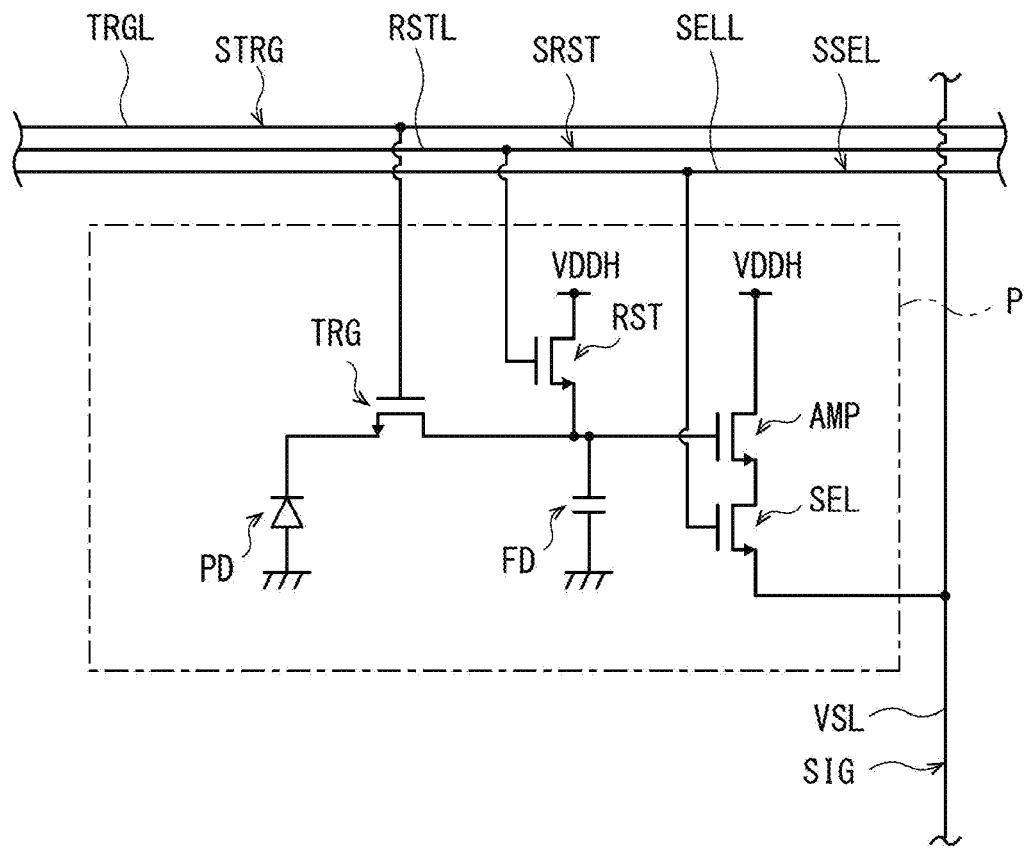 TRGL
STRG
RSTL
SRST
SELL
SSEL
VDDH
VDDH
P
RST
TRG
AMP
SEL
PD
FD
VSL
SIG